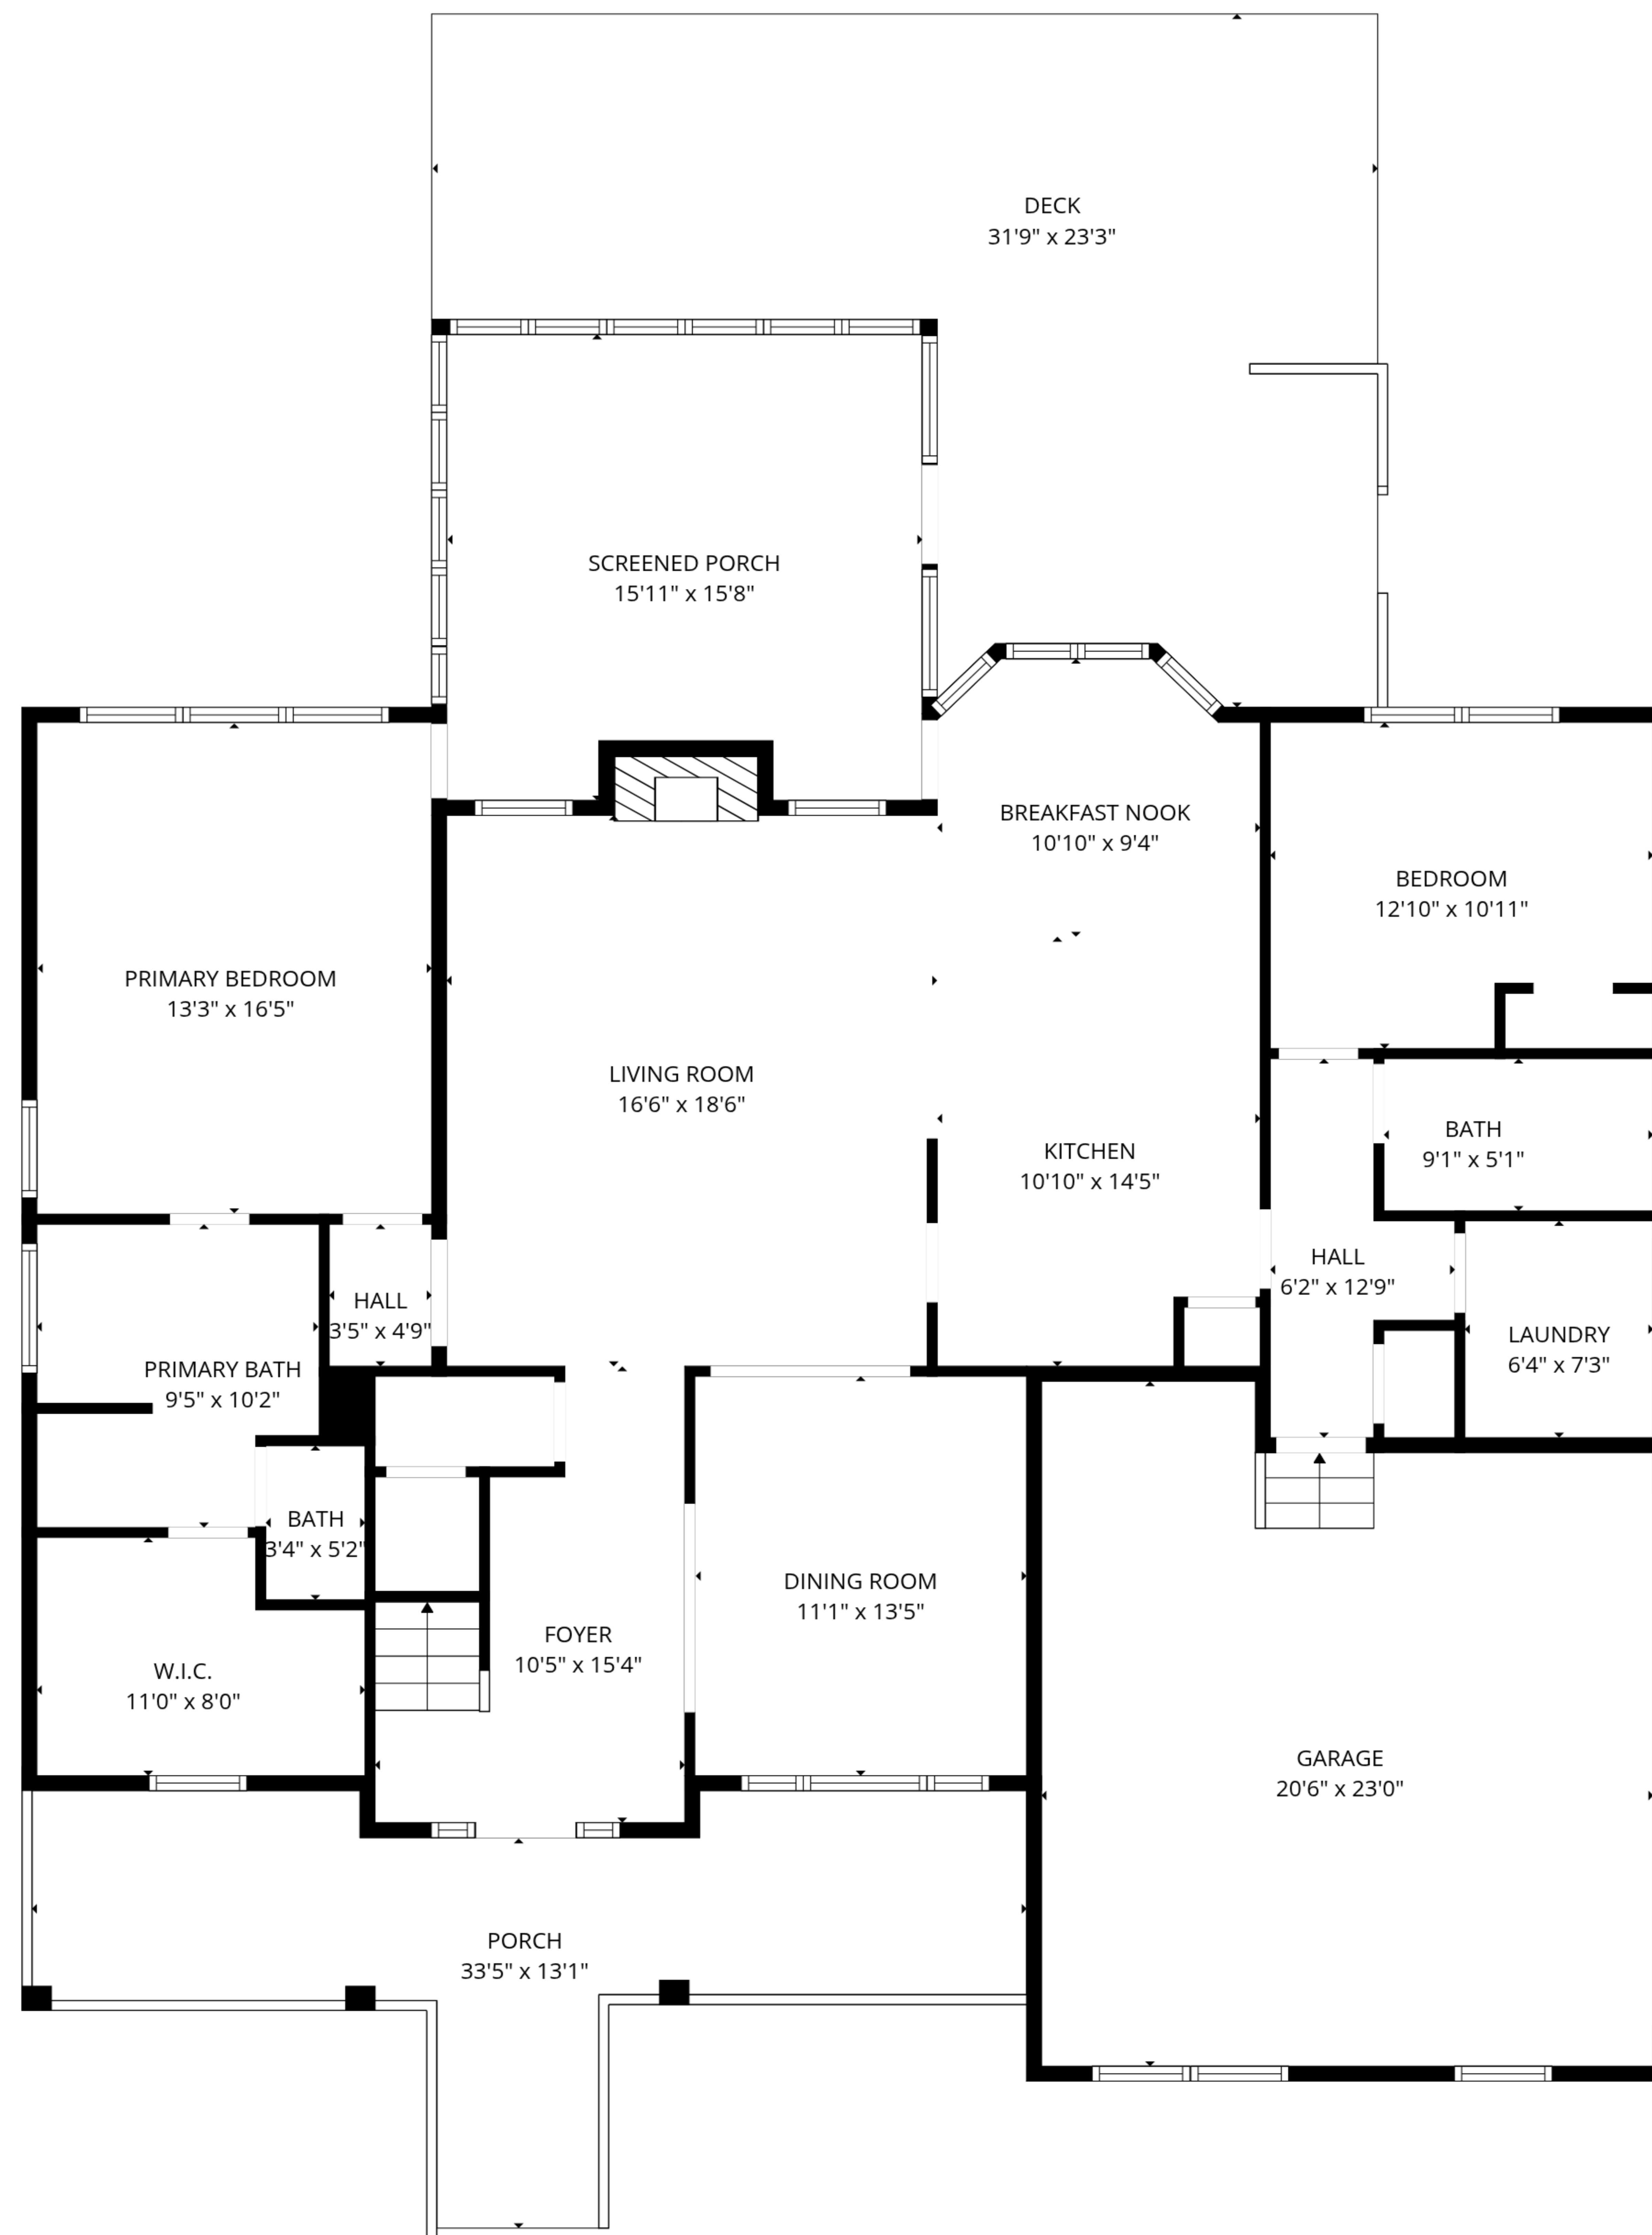 DECK
31'9" x 23'3"
SCREENED PORCH
15'11" x 15'8"
BREAKFAST NOOK
10'10" x 9'4"
BEDROOM
12'10" x 10'11"
PRIMARY BEDROOM
13'3" x 16'5"
LIVING ROOM
16'6" x 18'6"
BATH
9'1" x 5'1"
KITCHEN
10'10" x 14'5"
HALL
6'2" x 12'9"
HALL
3'5" x 4'9"
LAUNDRY
6'4" x 7'3"
PRIMARY BATH
9'5" x 10'2"
BATH
3'4" x 5'2"
DINING ROOM
11'1" x 13'5"
FOYER
10'5" x 15'4"
W.I.C.
11'0" x 8'0"
GARAGE
20'6" x 23'0"
PORCH
33'5" x 13'1"